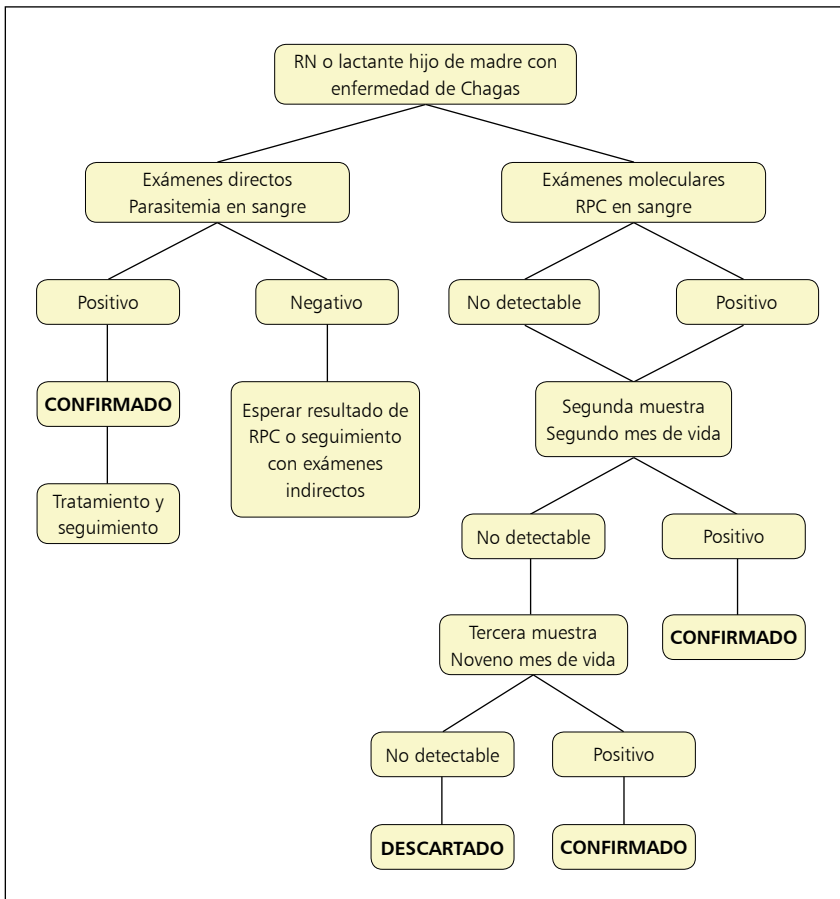 RN o lactante hijo de madre con
enfermedad de Chagas
Exámenes directos
Parasitemia en sangre
Exámenes moleculares
RPC en sangre
Positivo
Negativo
No detectable
Positivo
CONFIRMADO
Esperar resultado de
RPC o seguimiento
con exámenes
indirectos
Segunda muestra
Segundo mes de vida
Tratamiento y
seguimiento
No detectable
Positivo
Tercera muestra
Noveno mes de vida
CONFIRMADO
No detectable
Positivo
DESCARTADO
CONFIRMADO